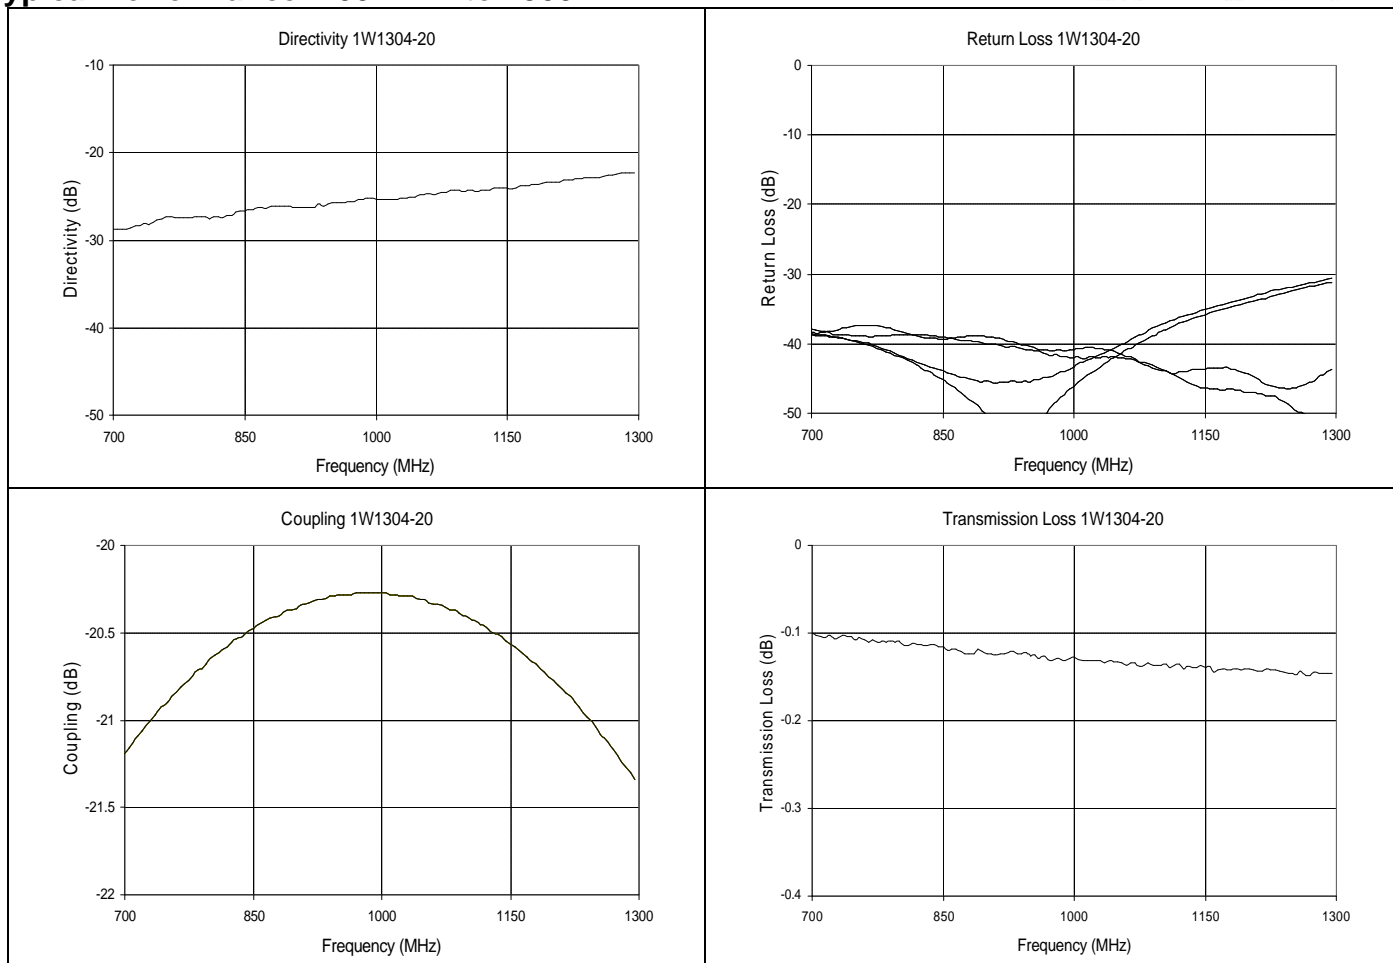 Directivity 1W1304-20
-10
-20
-30
-40
-50
Directivity (dB)
700 850 1000 1150 1300
Frequency (MHz)
Return Loss 1W1304-20
0
-10
-20
-30
-40
-50
Return Loss (dB)
700 850 1000 1150 1300
Frequency (MHz)
Coupling 1W1304-20
-20
-20.5
-21
-21.5
-22
Coupling (dB)
700 850 1000 1150 1300
Frequency (MHz)
Transmission Loss 1W1304-20
0
-0.1
-0.2
-0.3
-0.4
Transmission Loss (dB)
700 850 1000 1150 1300
Frequency (MHz)